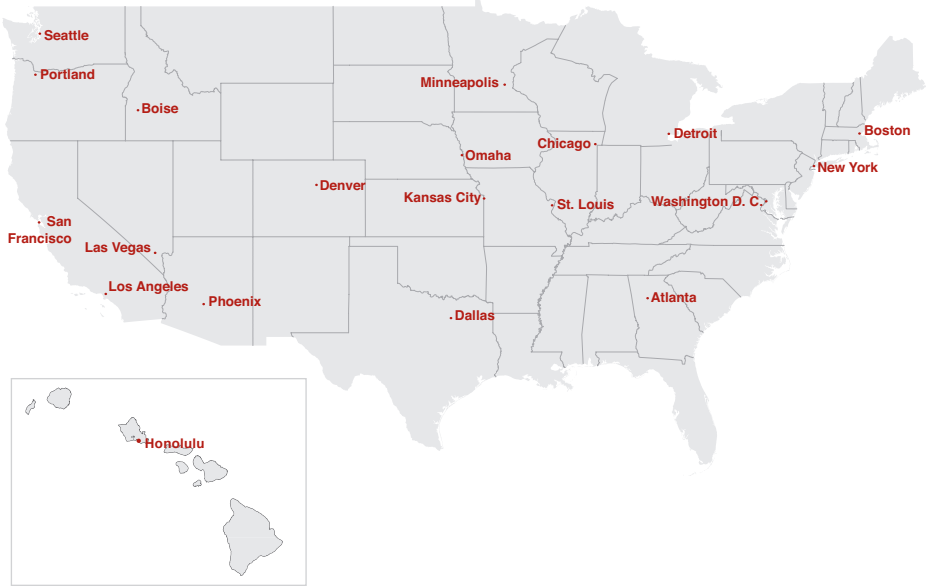 Seattle
Portland
Minneapolis
Boise
Boston
Detroit
Chicago
Omaha
New York
Denver
Kansas City
Washington D. C.
St. Louis
San
Francisco
Las Vegas
Los Angeles
Phoenix
Atlanta
Dallas
Honolulu